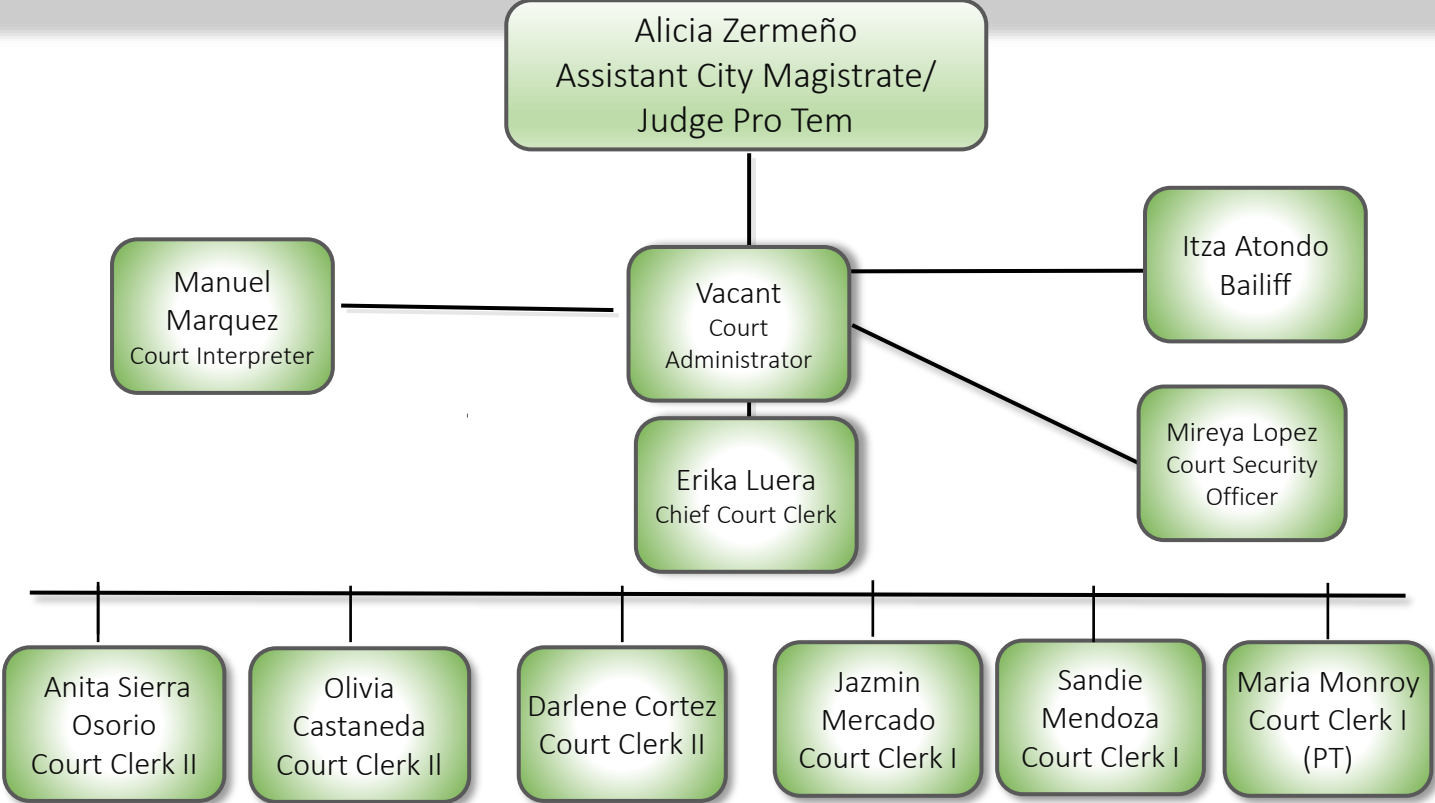 Alicia Zermeño
Assistant City Magistrate/
Judge Pro Tem
Itza Atondo
Bailiff
Manuel
Marquez
Court Interpreter
Vacant
Court
Administrator
Mireya Lopez
Court Security
Officer
Erika Luera
Chief Court Clerk
Anita Sierra
Osorio
Court Clerk II
Olivia
Castaneda
Court Clerk Il
Darlene Cortez
Court Clerk II
Jazmin
Mercado
Court Clerk I
Sandie
Mendoza
Court Clerk I
Maria Monroy
Court Clerk I
(PT)